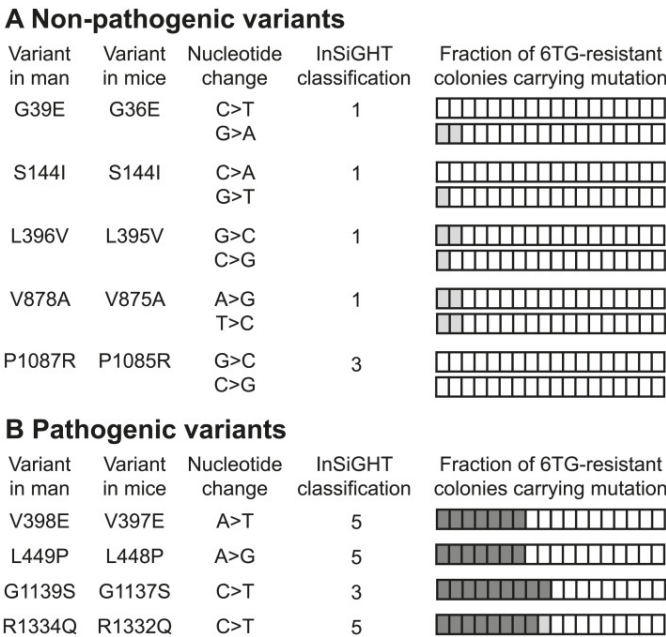 A Non-pathogenic variants
Variant in man Variant in mice Nucleotide change InSiGHT classification Fraction of 6TG-resistant colonies carrying mutation
G39E G36E C>T 1
G>A
S144I S144I C>A 1
G>T
L396V L395V G>C 1
C>G
V878A V875A A>G 1
T>C
P1087R P1085R G>C 3
C>G
B Pathogenic variants
Variant in man Variant in mice Nucleotide change InSiGHT classification Fraction of 6TG-resistant colonies carrying mutation
V398E V397E A>T 5
L449P L448P A>G 5
G1139S G1137S C>T 3
R1334Q R1332Q C>T 5